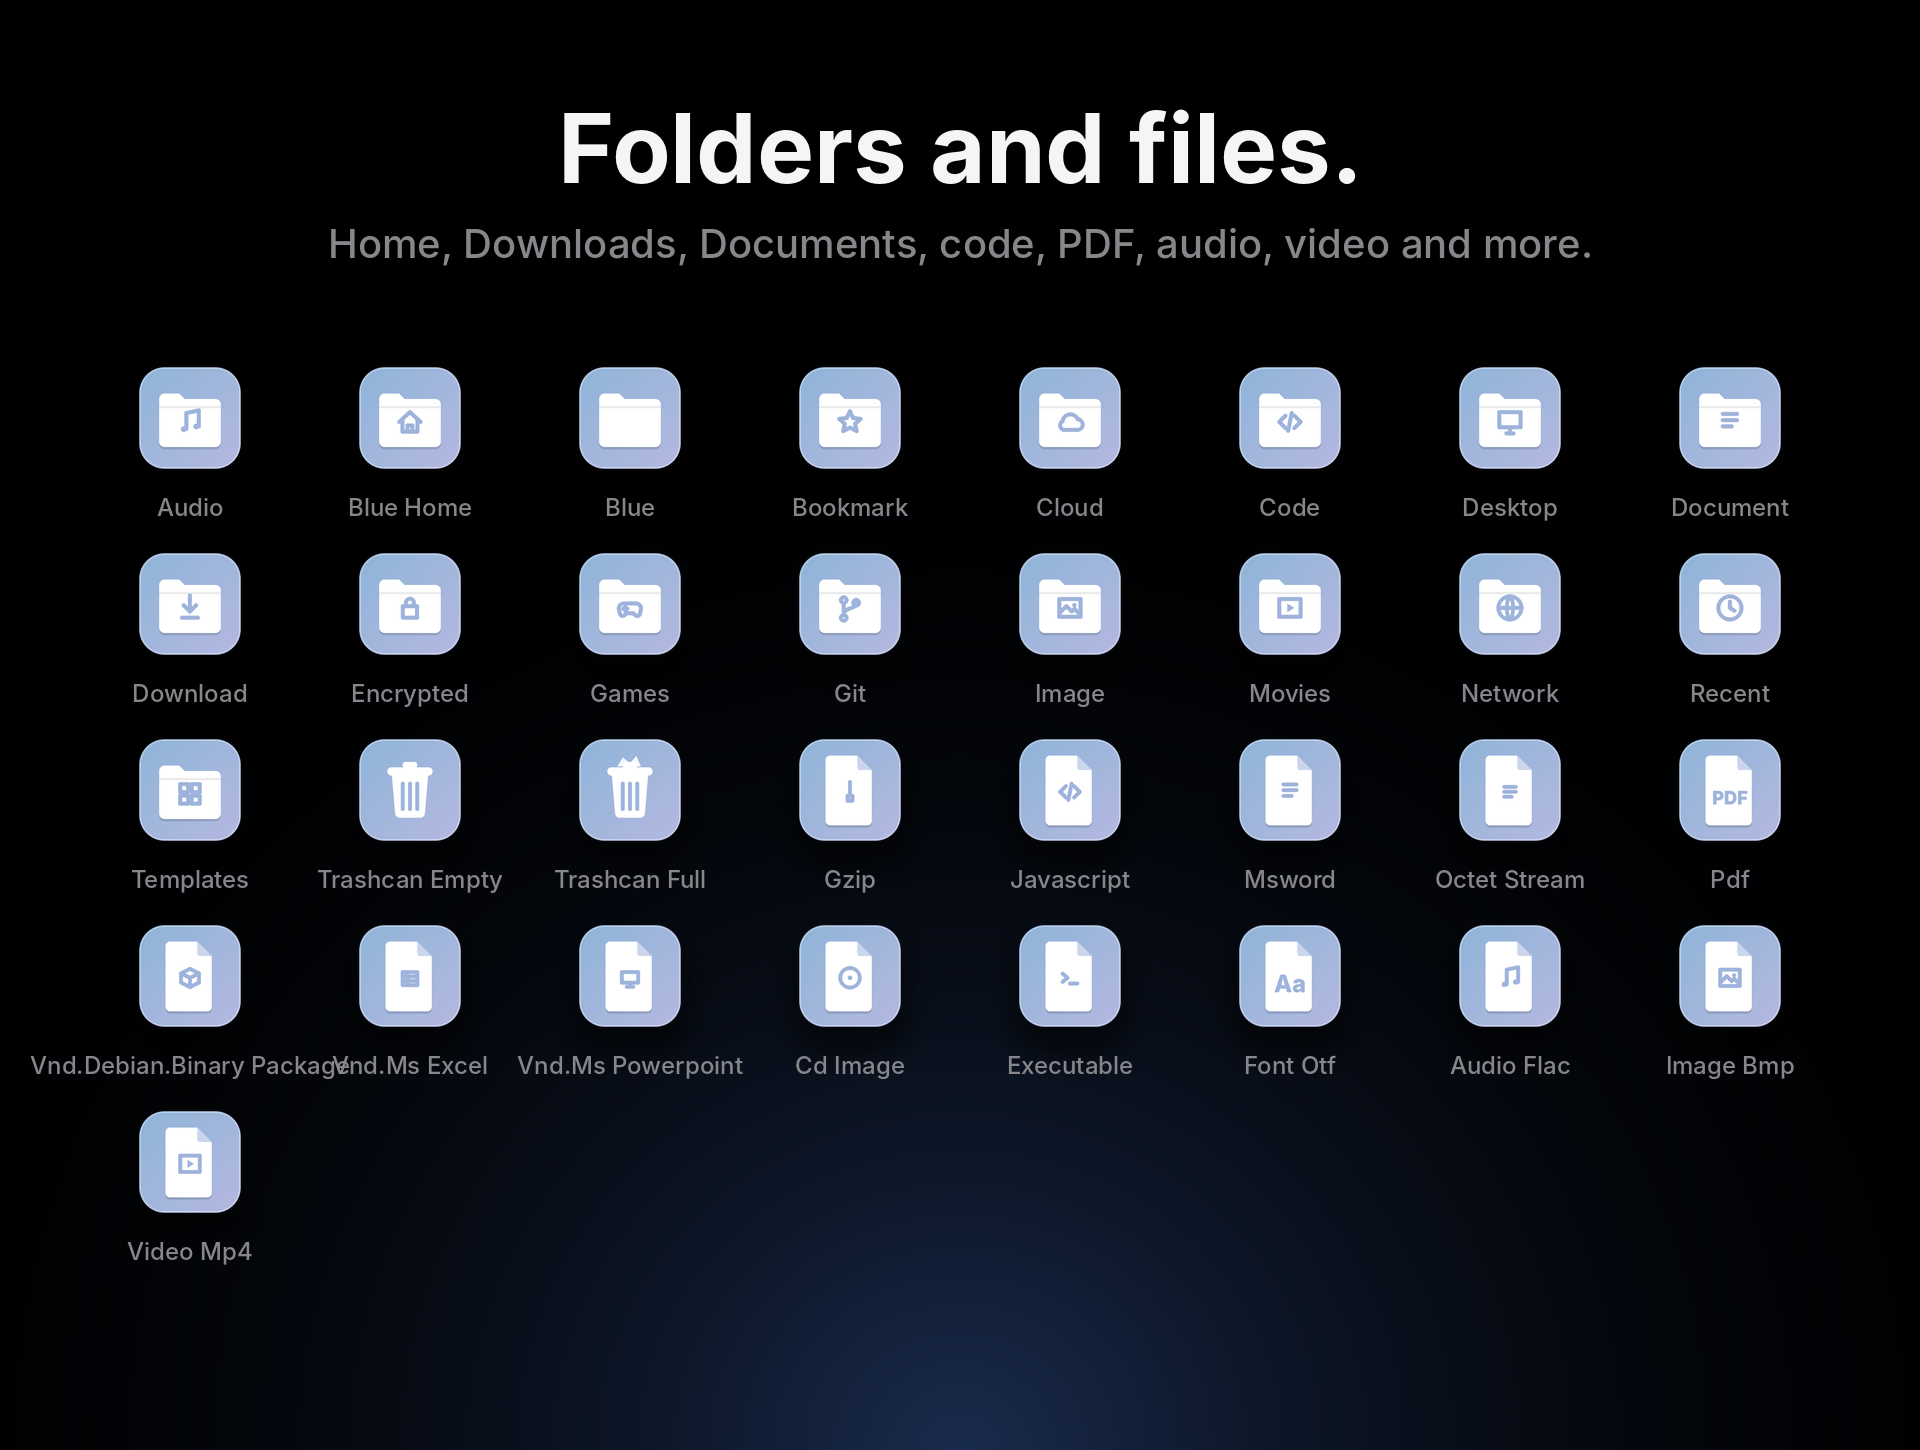 Folders and files.
Home, Downloads, Documents, code, PDF, audio, video and more.
Audio Blue Home Blue Bookmark Cloud Code Desktop Document
Download Encrypted Games Git Image Movies Network Recent
PDF
Templates Trashcan Empty Trashcan Full Gzip Javascript Msword Octet Stream Pdf
Aa
Vnd.Debian.Binary Package Vnd.Ms Excel Vnd.Ms Powerpoint Cd Image Executable Font Otf Audio Flac Image Bmp
Video Mp4